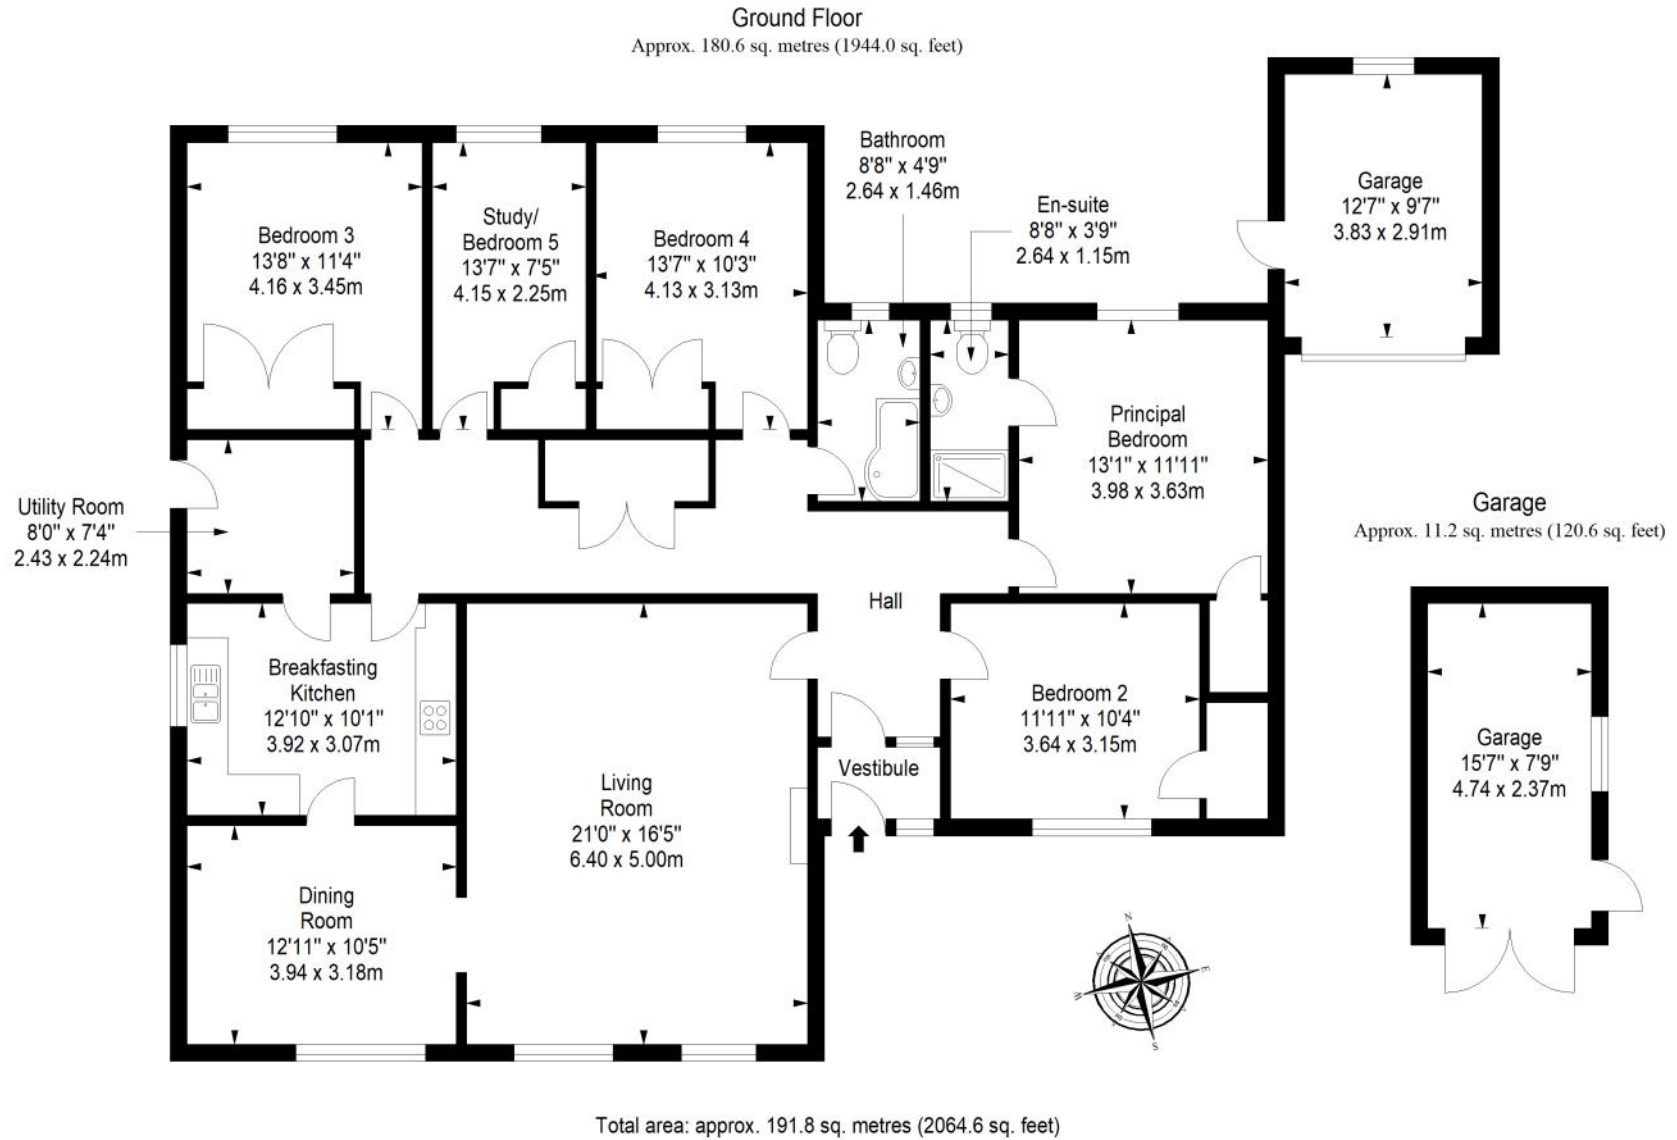 Ground Floor
Approx. 180.6 sq. metres (1944.0 sq. feet)
Bathroom
8'8" x 4'9"
2.64 x 1.46m
En-suite
8'8" x 3'9"
2.64 x 1.15m
Garage
12'7" x 9'7"
3.83 x 2.91m
Bedroom 3
13'8" x 11'4"
4.16 x 3.45m
Study/
Bedroom 5
13'7" x 7'5"
4.15 x 2.25m
Bedroom 4
13'7" x 10'3"
4.13 x 3.13m
Principal
Bedroom
13'1" x 11'11"
3.98 x 3.63m
Utility Room
8'0" x 7'4"
2.43 x 2.24m
Garage
Approx. 11.2 sq. metres (120.6 sq. feet)
Hall
Breakfasting
Kitchen
12'10" x 10'1"
3.92 x 3.07m
Bedroom 2
11'11" x 10'4"
3.64 x 3.15m
Vestibule
Living
Room
21'0" x 16'5"
6.40 x 5.00m
Garage
15'7" x 7'9"
4.74 x 2.37m
Dining
Room
12'11" x 10'5"
3.94 x 3.18m
N
E
W
S
Total area: approx. 191.8 sq. metres (2064.6 sq. feet)